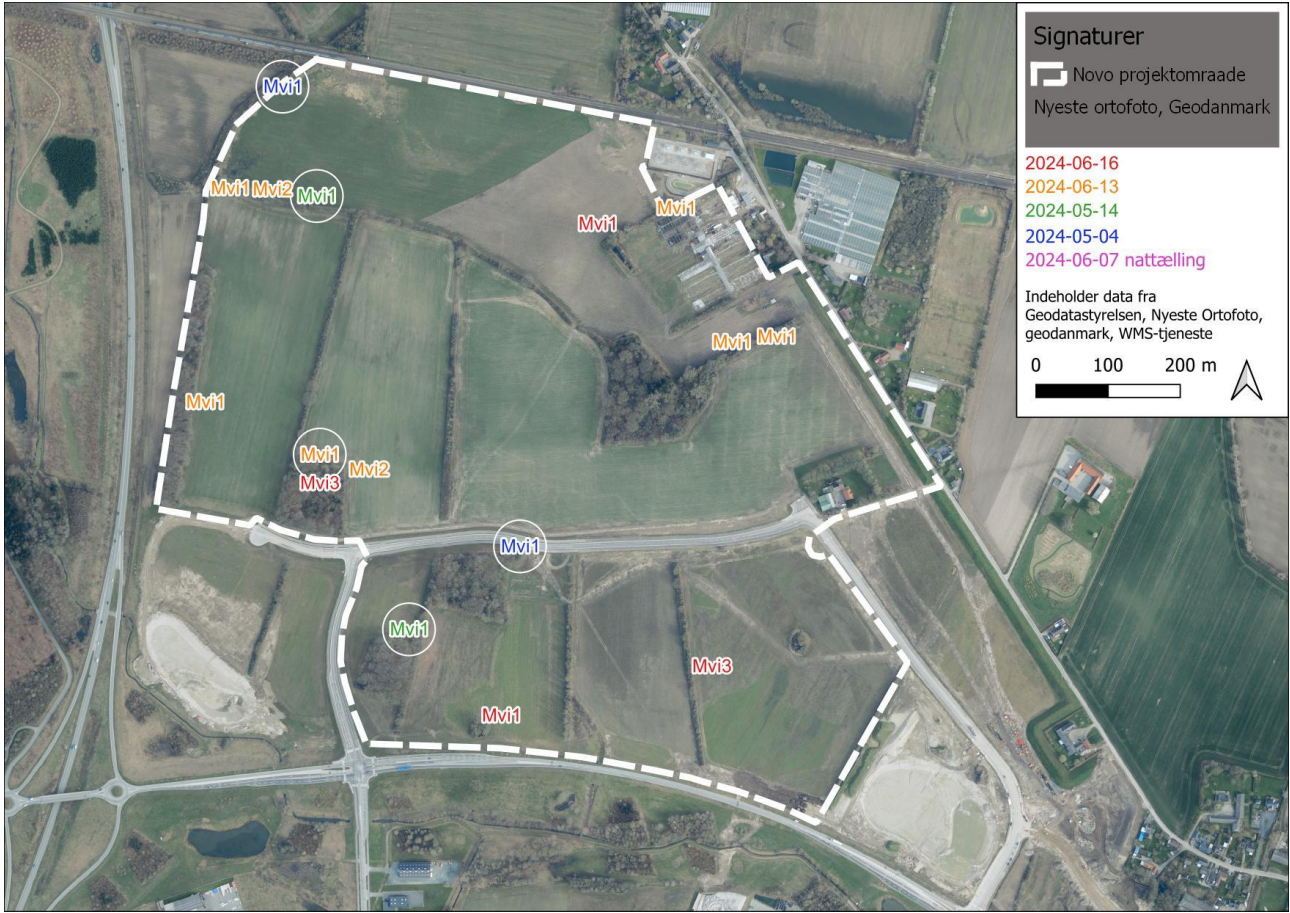 Signaturer
Novo projektomraade
Nyeste ortofoto, Geodanmark
2024-06-16
2024-06-13
2024-05-14
2024-05-04
2024-06-07 nattælling
Indeholder data fra
Geodatastyrelsen, Nyeste Ortofoto,
geodanmark, WMS-tjeneste
0 100 200 m
Mvi1
Mvi1 Mvi2 Mvi1
Mvi1
Mvi1
Mvi1 Mvi1
Mvi1
Mvi1
Mvi2
Mvi3
Mvi1
Mvi1
Mvi3
Mvi1